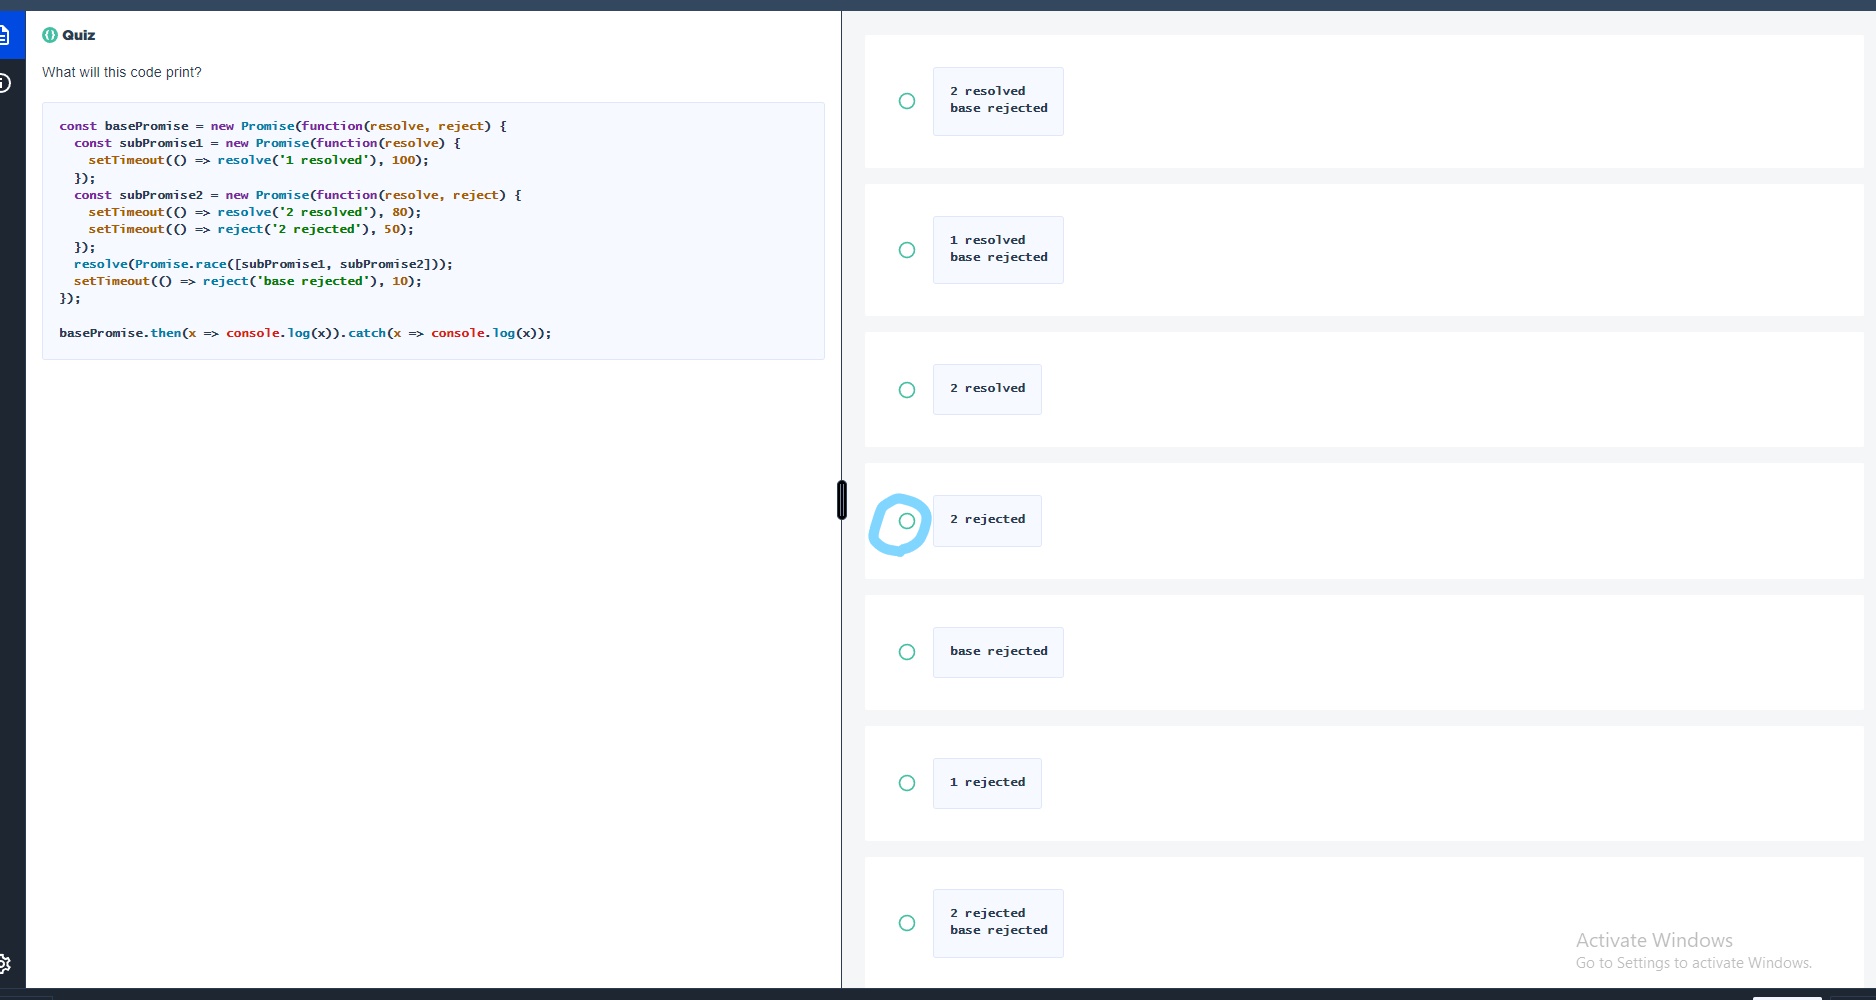 Quiz
What will this code print?
const basePromise = new Promise(function(resolve, reject) {
  const subPromise1 = new Promise(function(resolve) {
    setTimeout(() => resolve('1 resolved'), 100);
  });
  const subPromise2 = new Promise(function(resolve, reject) {
    setTimeout(() => resolve('2 resolved'), 80);
    setTimeout(() => reject('2 rejected'), 50);
  });
  resolve(Promise.race([subPromise1, subPromise2]));
  setTimeout(() => reject('base rejected'), 10);
});
basePromise.then(x => console.log(x)).catch(x => console.log(x));
2 resolved
base rejected
1 resolved
base rejected
2 resolved
2 rejected
base rejected
1 rejected
2 rejected
base rejected
Activate Windows
Go to Settings to activate Windows.